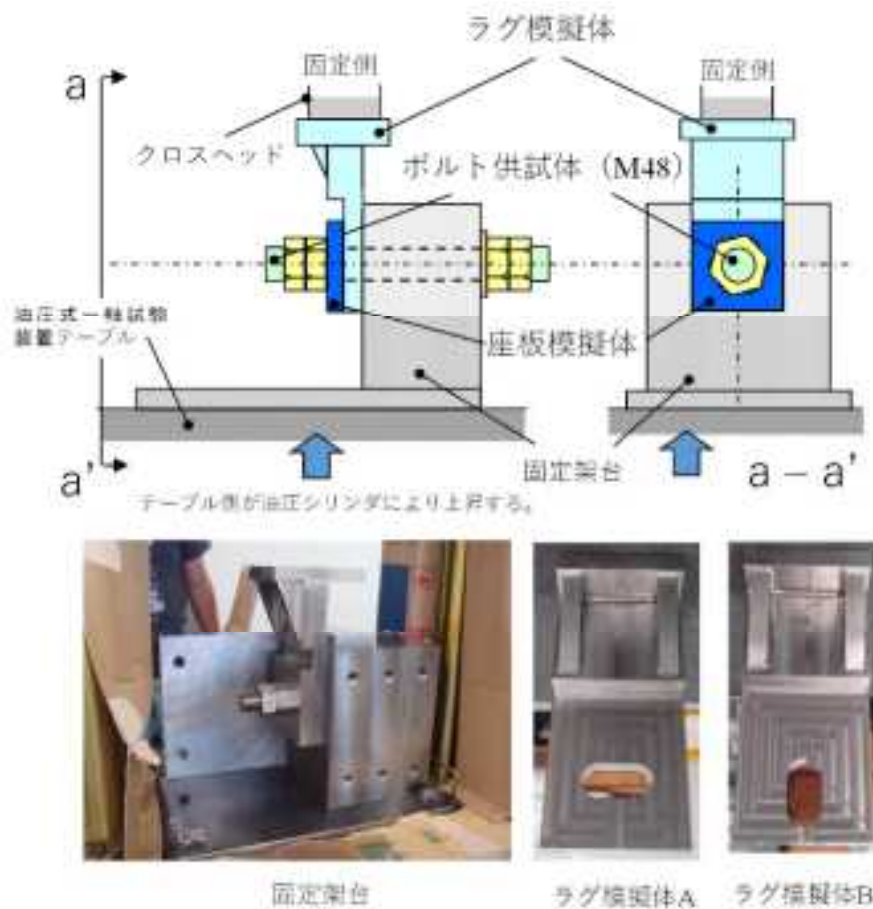 ラグ模擬体
固定側
固定側
a
クロスヘッド
ボルト供試体（M48）
油圧式一軸試験
装置テーブル
座板模擬体
固定架台
a'
a − a'
テーブル側が油圧シリンダにより上昇する。
固定架台
ラグ模擬体A
ラグ模擬体B